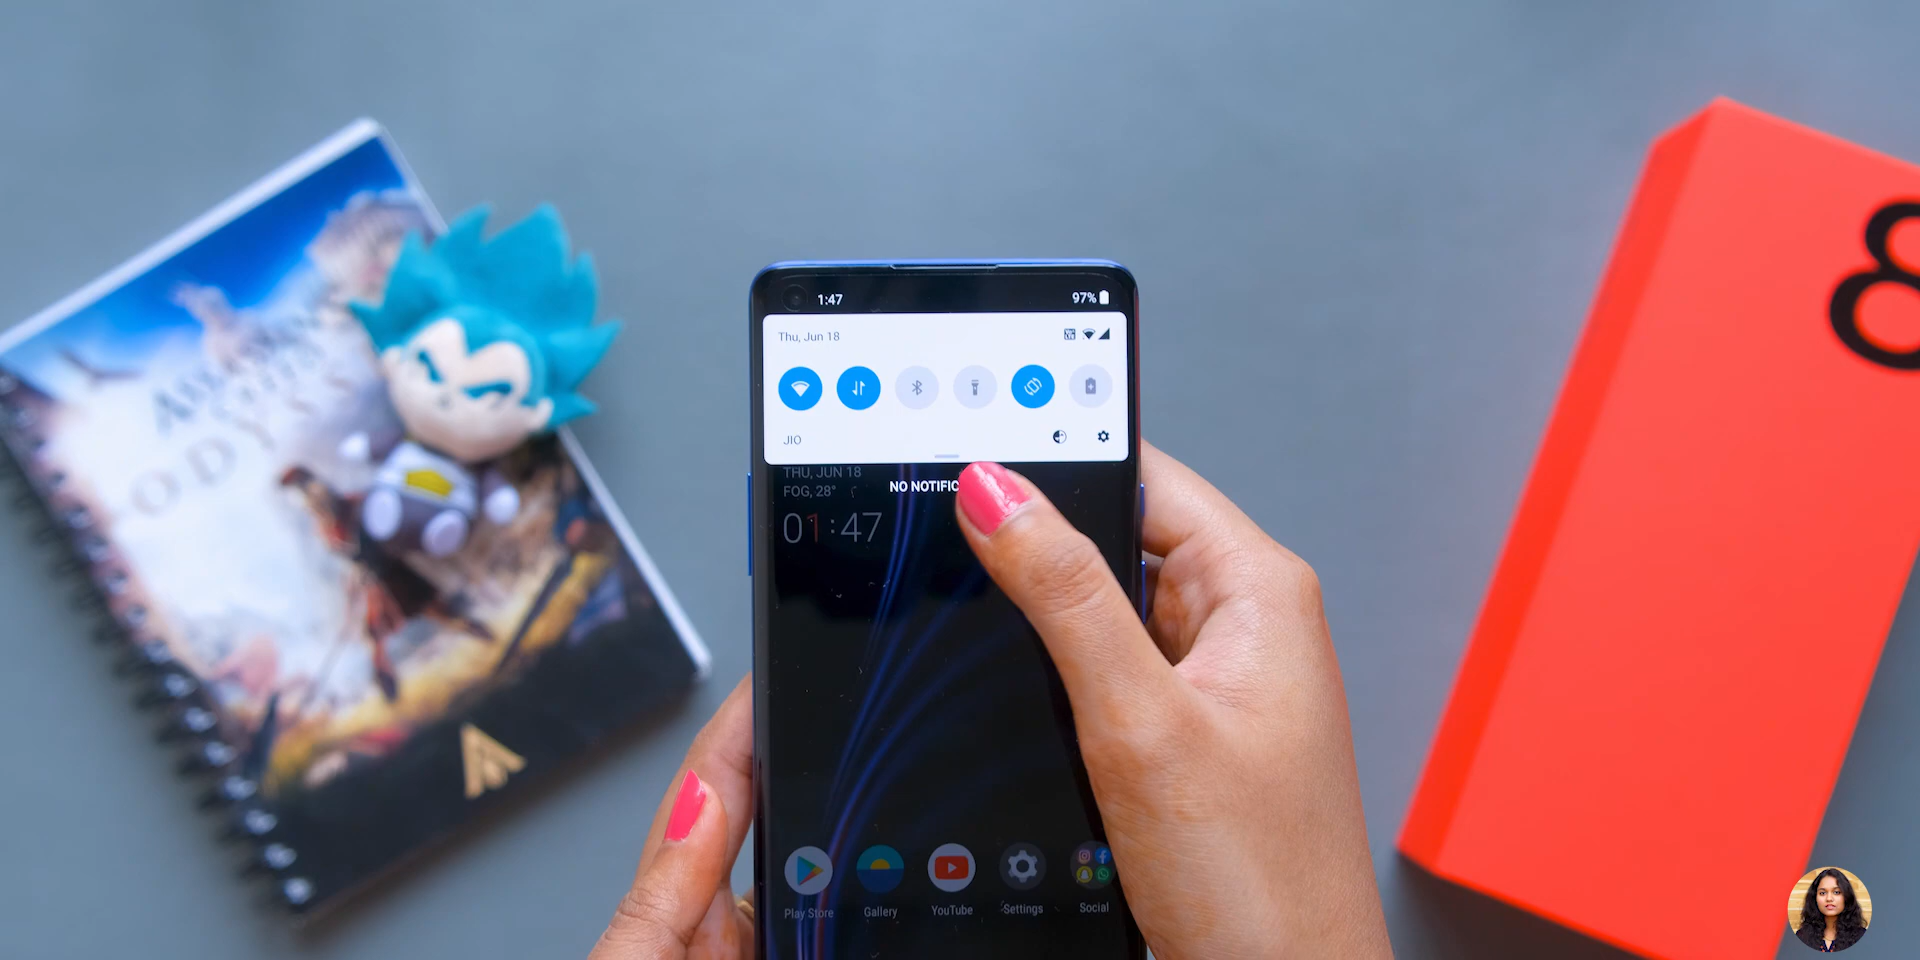 ODYS
8
1:47
97%
Thu, Jun 18
JIO
THU, JUN 18
FOG, 28°
NO NOTIFIC
01:47
Play Store
Gallery
YouTube
Settings
Social